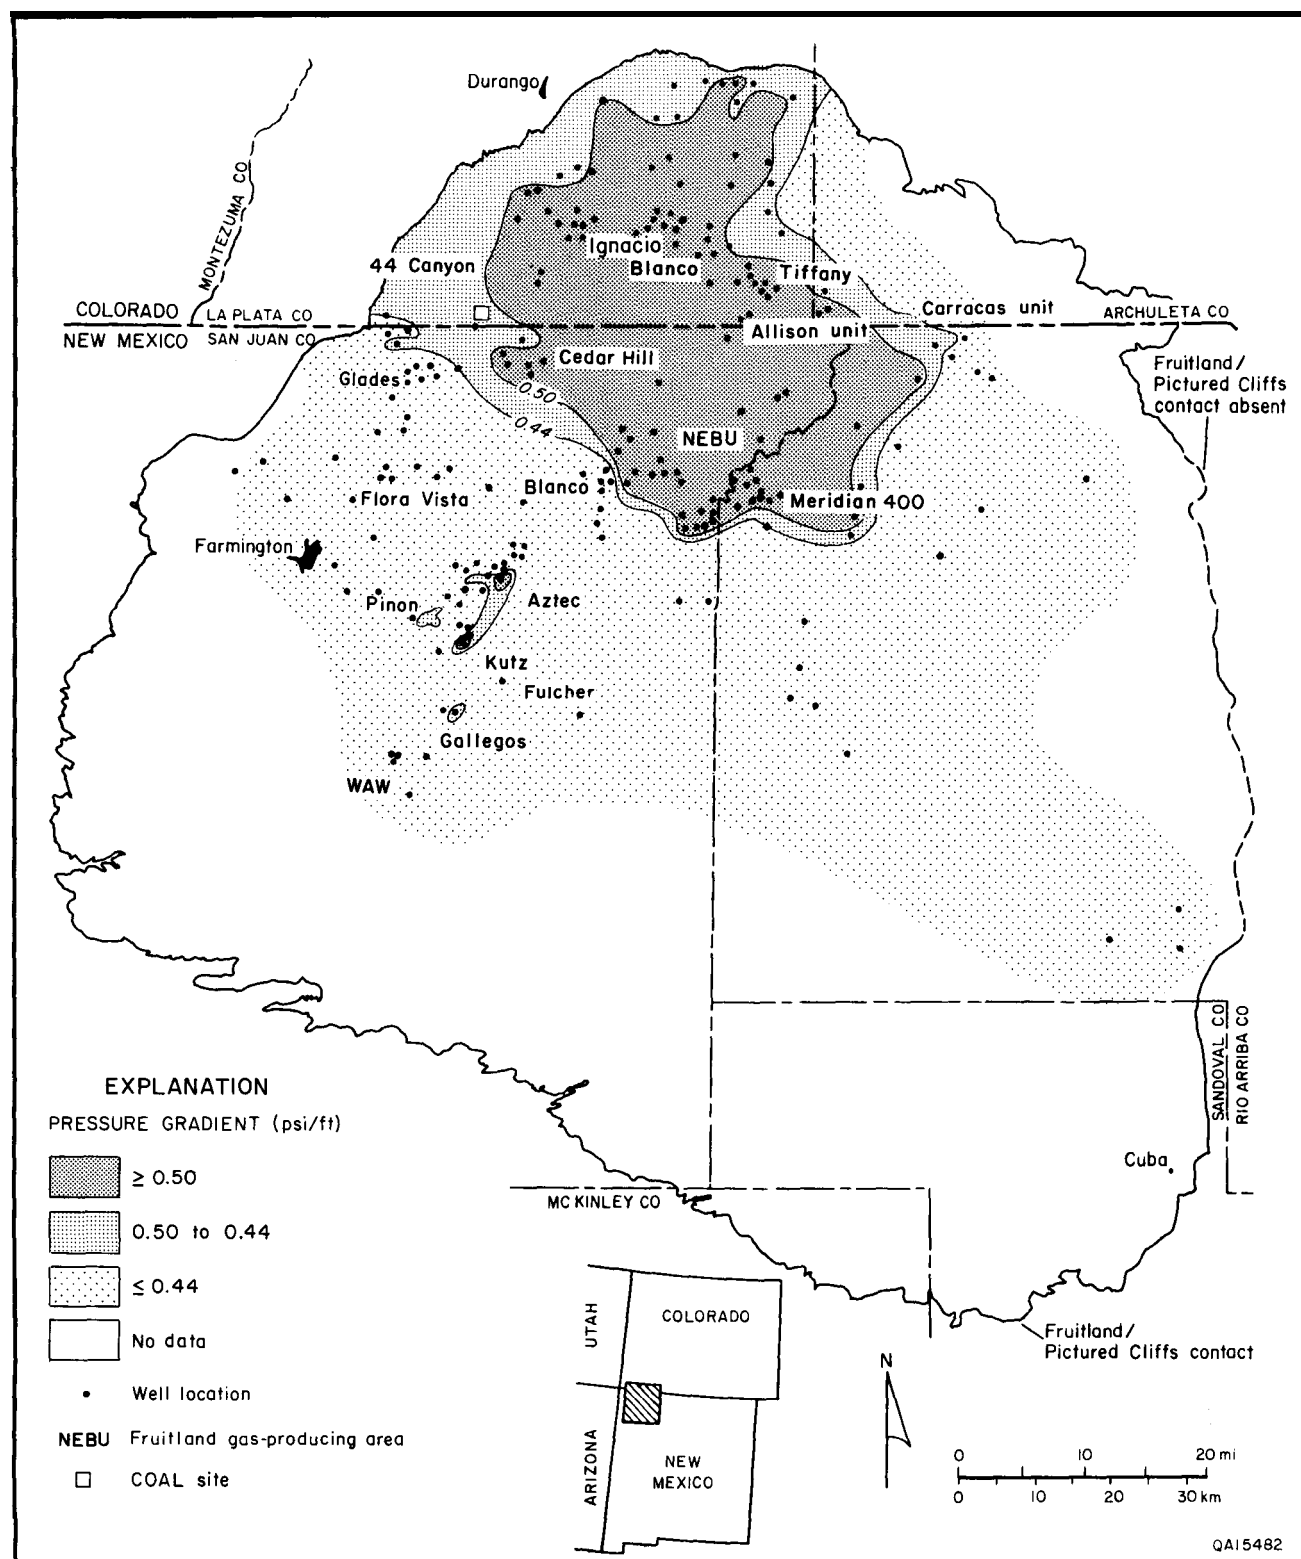 Durango
MONTEZUMA CO
Ignacio
Blanco
44 Canyon
Tiffany
Carracas unit
COLORADO
LA PLATA CO
ARCHULETA CO
NEW MEXICO
SAN JUAN CO
Allison unit
Cedar Hill
Fruitland/
Pictured Cliffs
contact absent
Glades
0.50
0.44
NEBU
Blanco
Flora Vista
Meridian 400
Farmington
Pinon
Aztec
Kutz
Fulcher
Gallegos
WAW
SANDOVAL CO
RIO ARRIBA CO
Cuba
MC KINLEY CO
Fruitland/
Pictured Cliffs contact
EXPLANATION
PRESSURE GRADIENT (psi/ft)
≥ 0.50
0.50 to 0.44
≤ 0.44
No data
Well location
NEBU Fruitland gas-producing area
COAL site
UTAH
COLORADO
ARIZONA
NEW
MEXICO
N
0 10 20 mi
0 10 20 30 km
QA15482